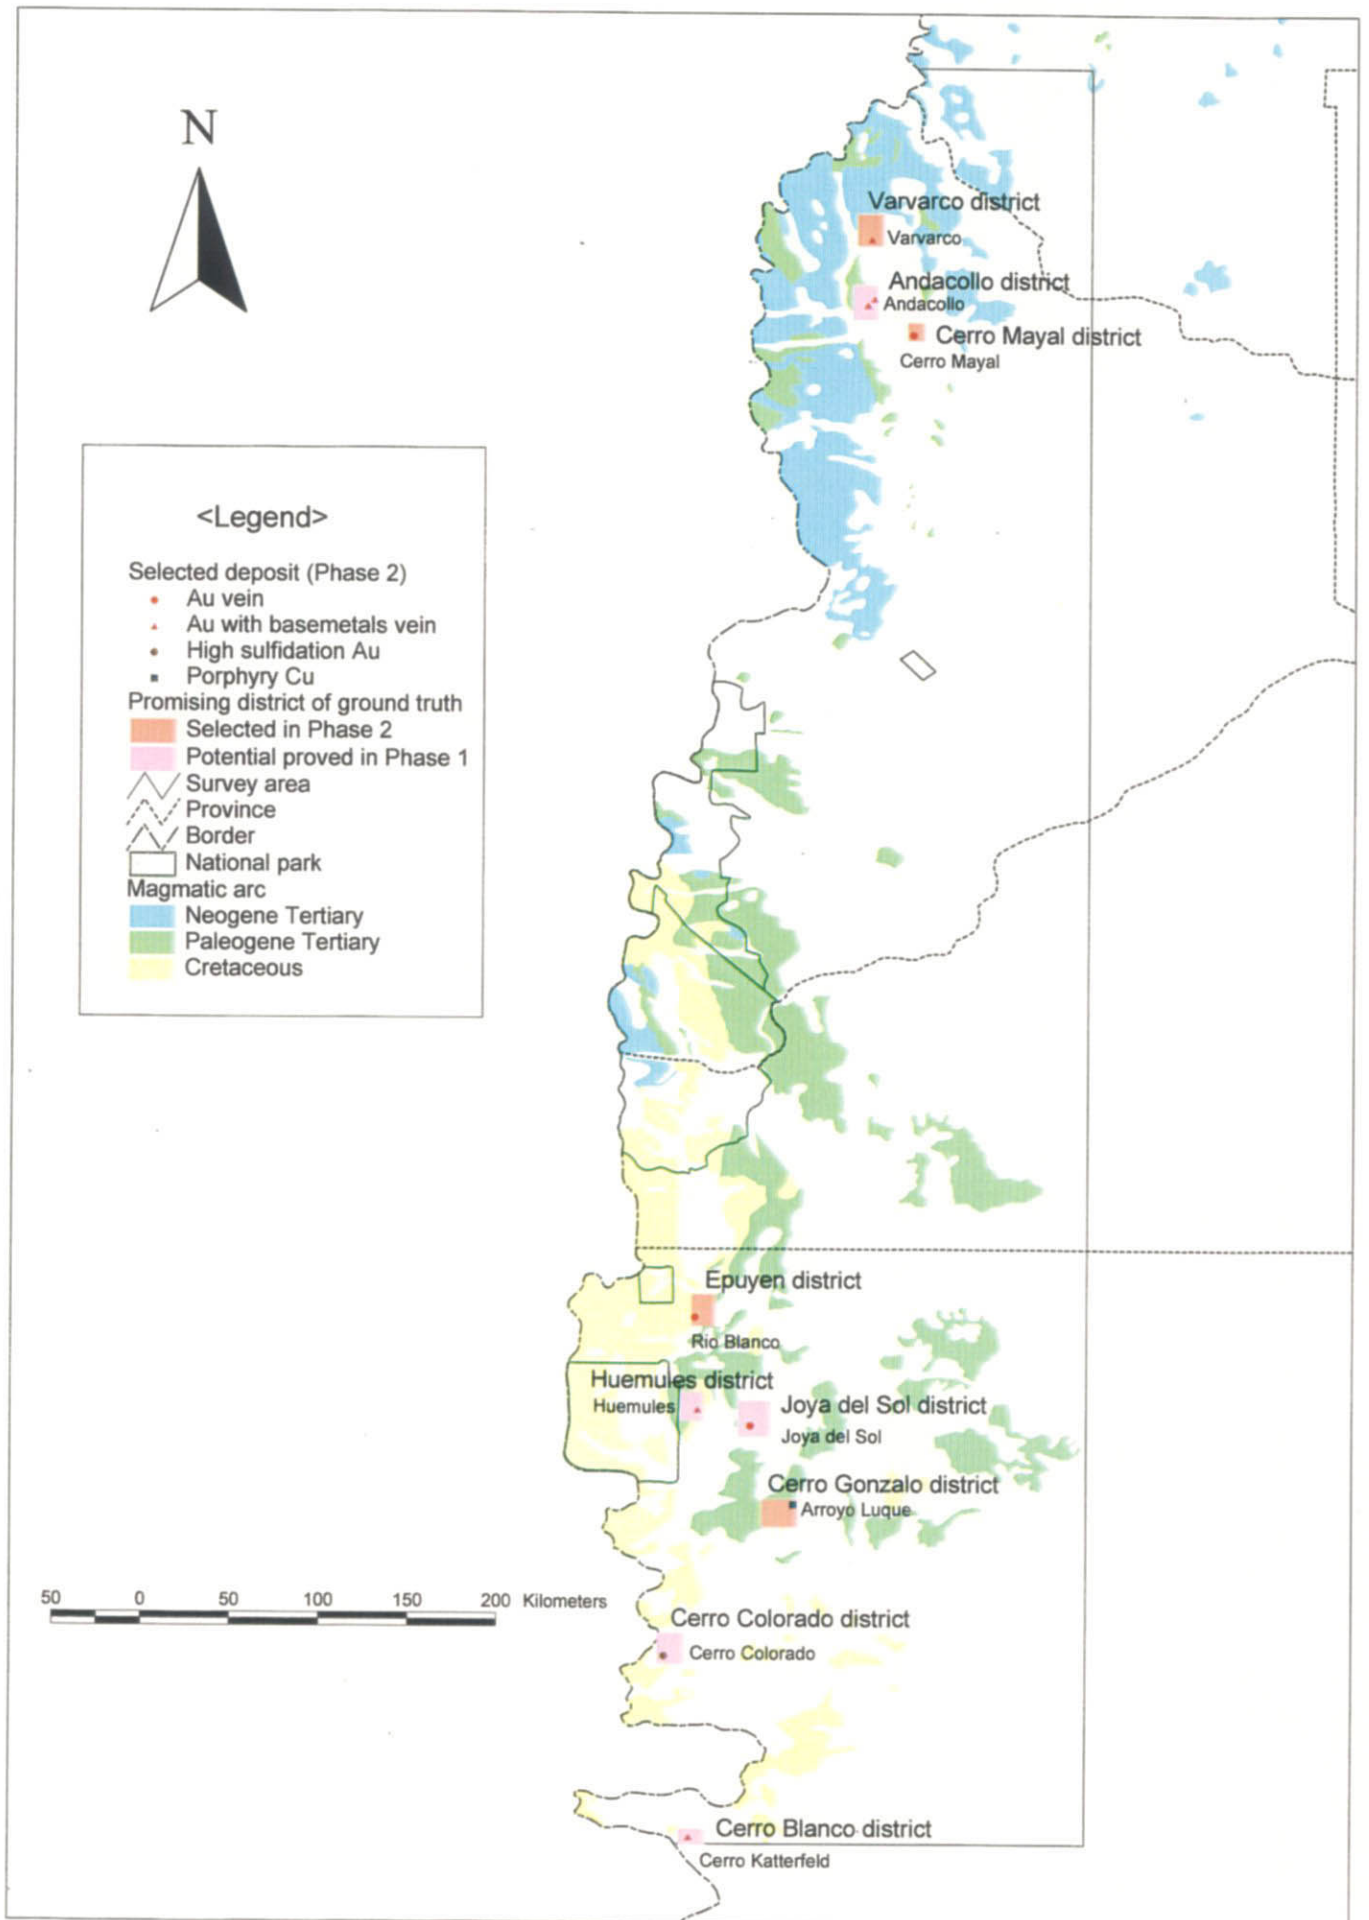 N
Varvarco district
Varvarco
Andacollo district
Andacollo
Cerro Mayal district
Cerro Mayal
<Legend>
Selected deposit (Phase 2)
Au vein
Au with basemetals vein
High sulfidation Au
Porphyry Cu
Promising district of ground truth
Selected in Phase 2
Potential proved in Phase 1
Survey area
Province
Border
National park
Magmatic arc
Neogene Tertiary
Paleogene Tertiary
Cretaceous
Epuyen district
Rio Blanco
Huemules district
Huemules
Joya del Sol district
Joya del Sol
Cerro Gonzalo district
Arroyo Luque
50 0 50 100 150 200 Kilometers
Cerro Colorado district
Cerro Colorado
Cerro Blanco district
Cerro Katterfeld